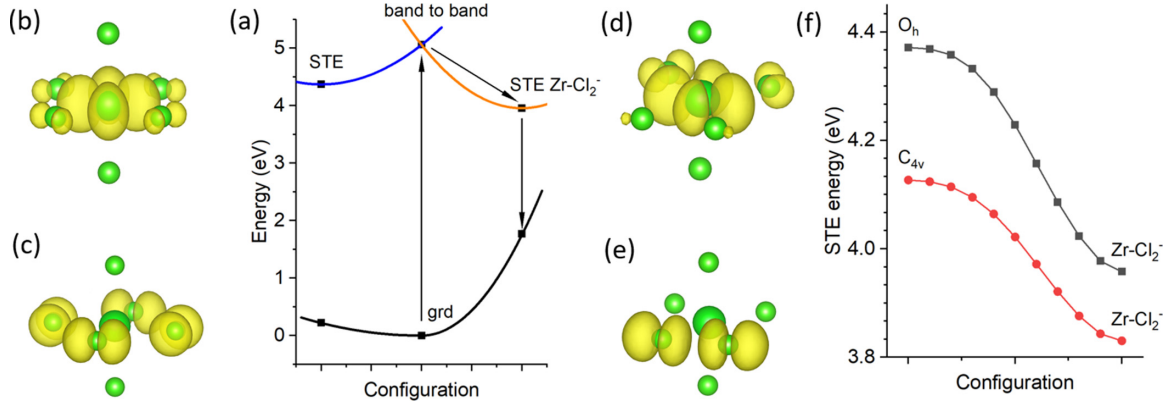 (b)
(a)
band to band
STE
STE Zr-Cl₂⁻
grd
5
4
3
2
1
0
Energy (eV)
Configuration
(c)
(d)
(e)
(f)
Oh
C4v
Zr-Cl₂⁻
Zr-Cl₂⁻
4.4
4.2
4.0
3.8
STE energy (eV)
Configuration